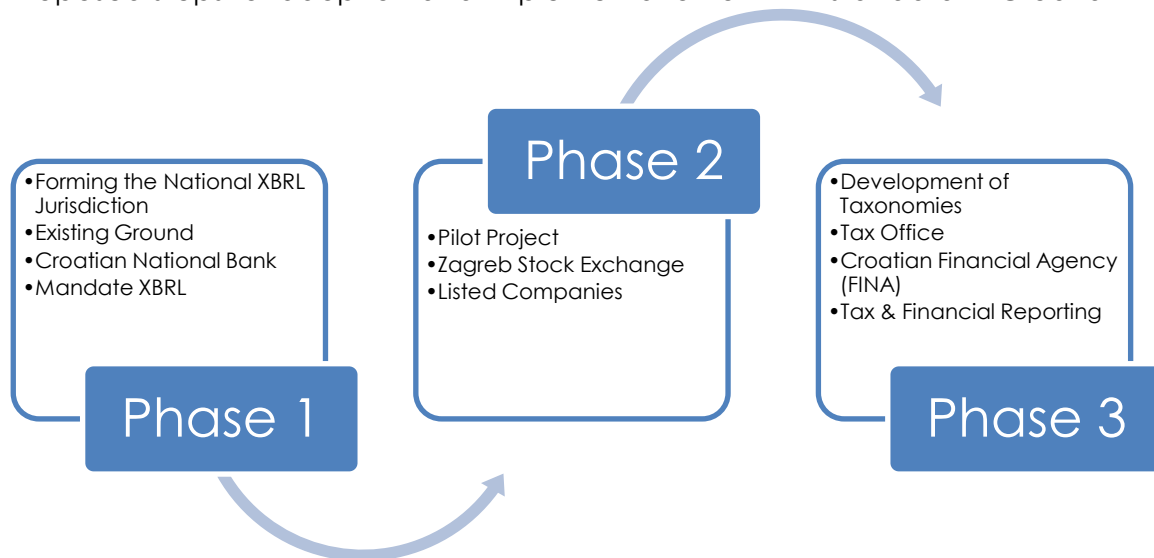 Phase 1
•Forming the National XBRL
Jurisdiction
•Existing Ground
•Croatian National Bank
•Mandate XBRL
Phase 2
•Pilot Project
•Zagreb Stock Exchange
•Listed Companies
Phase 3
•Development of
Taxonomies
•Tax Office
•Croatian Financial Agency
(FINA)
•Tax & Financial Reporting